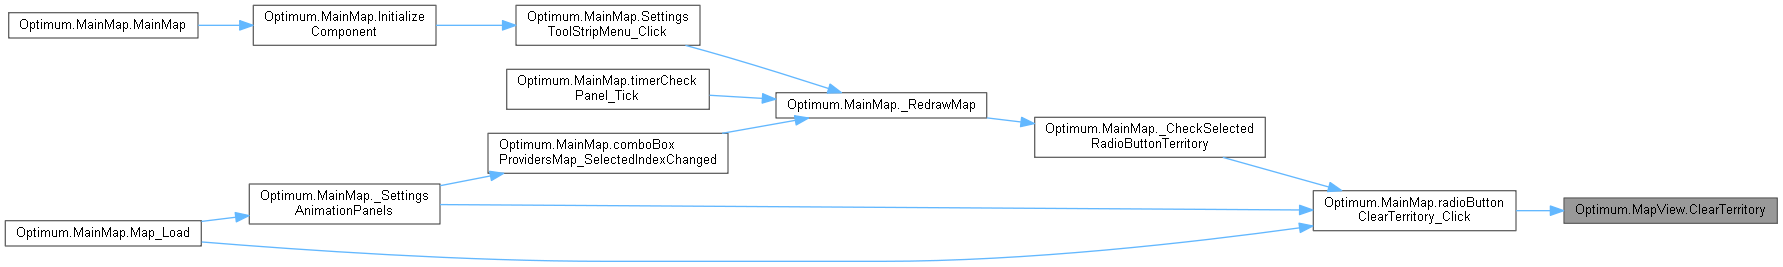 Optimum.MainMap.MainMap
Optimum.MainMap.Initialize
Component
Optimum.MainMap.Settings
ToolStripMenu_Click
Optimum.MainMap.timerCheck
Panel_Tick
Optimum.MainMap._RedrawMap
Optimum.MainMap.comboBox
ProvidersMap_SelectedIndexChanged
Optimum.MainMap._CheckSelected
RadioButtonTerritory
Optimum.MainMap._Settings
AnimationPanels
Optimum.MainMap.Map_Load
Optimum.MainMap.radioButton
ClearTerritory_Click
Optimum.MapView.ClearTerritory